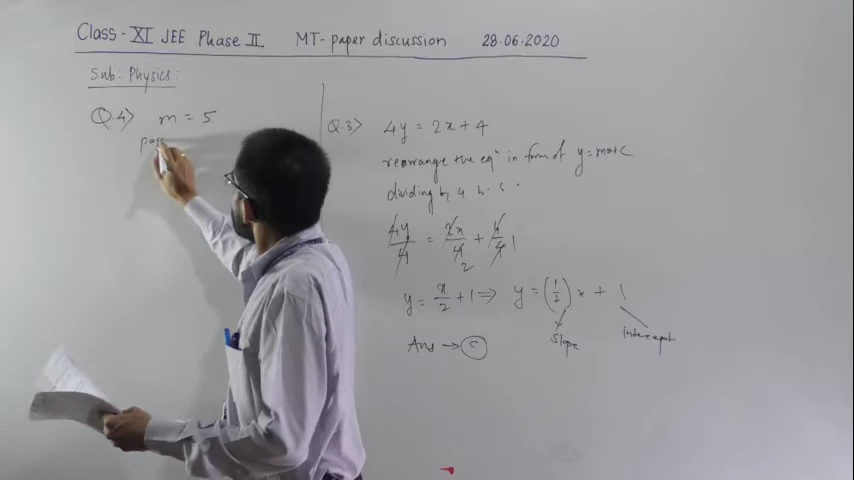 Class - XI JEE Phase II MT- paper discussion 28.06.2020
Sub: Physics:
Q.4> m = 5
pass
Q.3> 4y = 2x + 4
rearrange the eqⁿ in form of y=mx+c
dividing by 4 b. s.
4y/4 = 2x/4 + 4/4 1
2
y = x/2 + 1 ⇒ y = (1/2) x + 1
slope intercept
Ans → C